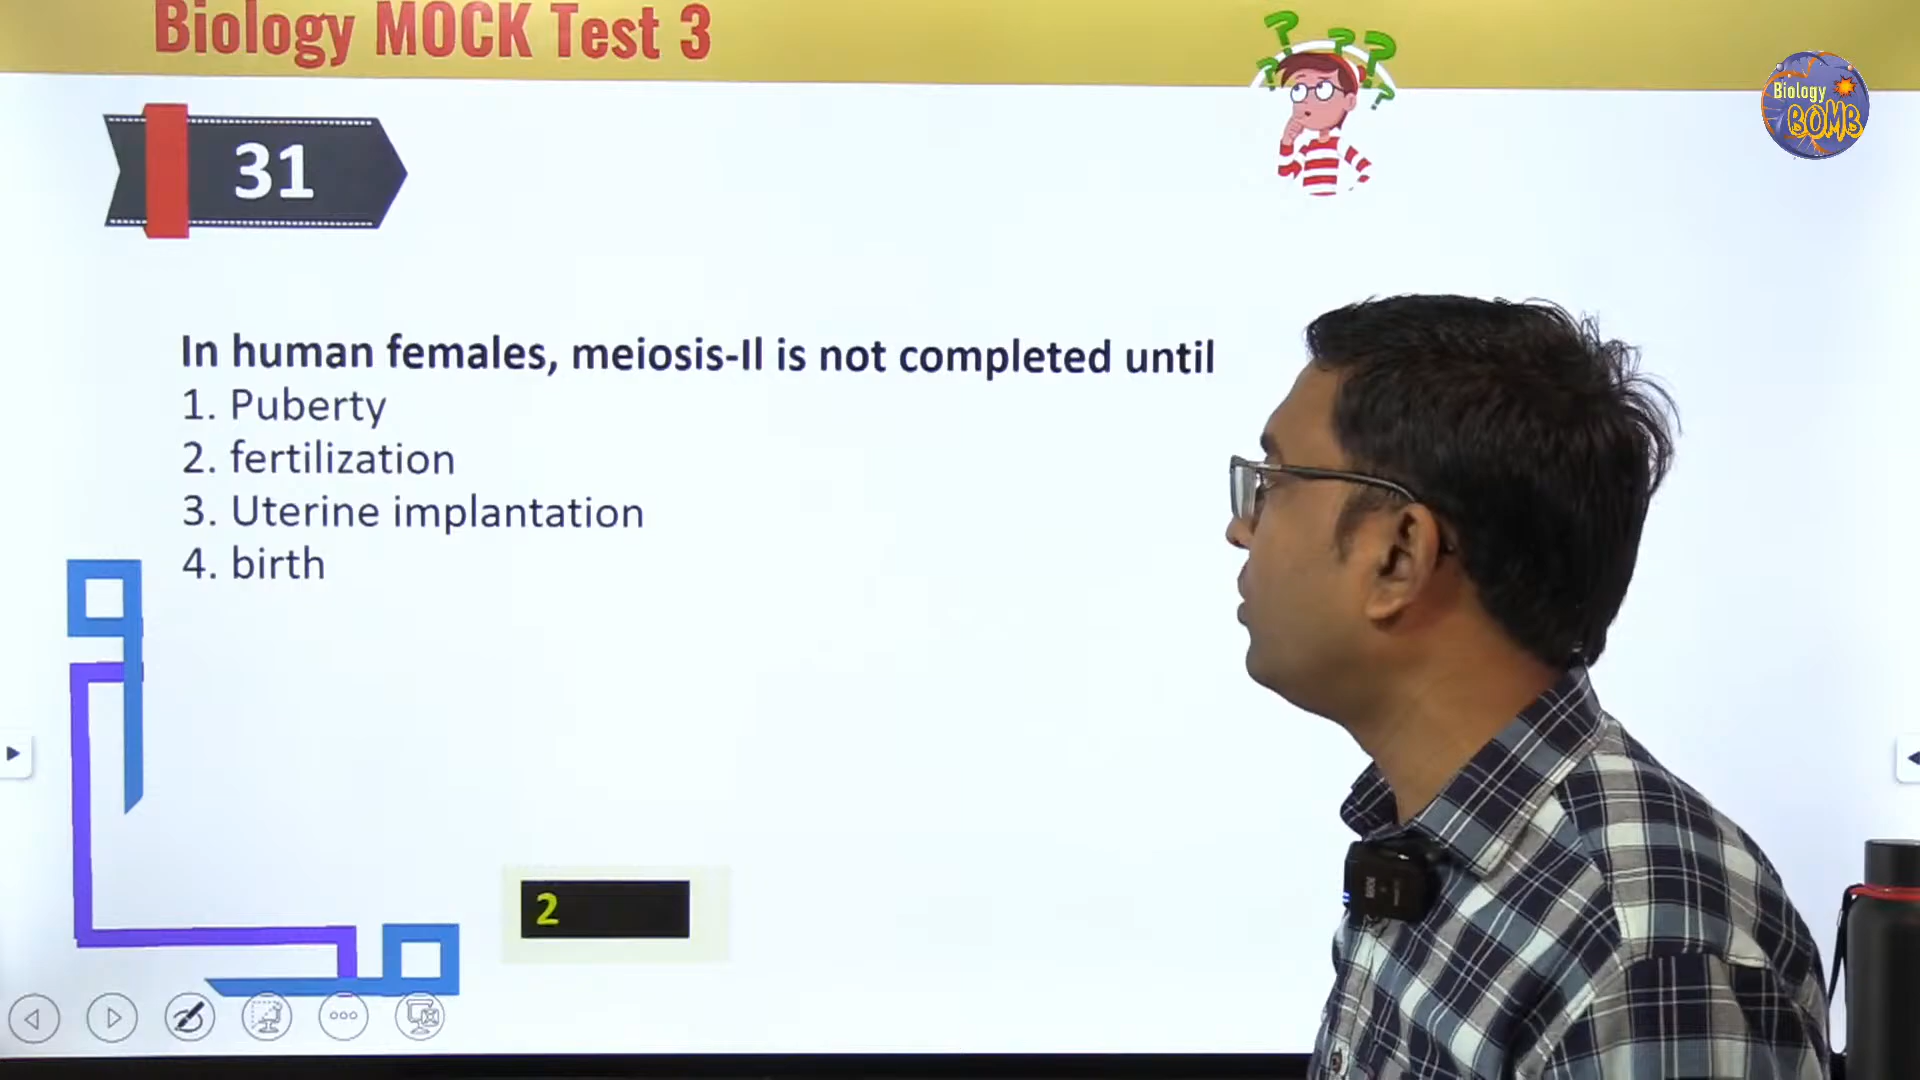 Biology MOCK Test 3
Biology
BOMB
31
In human females, meiosis-II is not completed until
1. Puberty
2. fertilization
3. Uterine implantation
4. birth
2